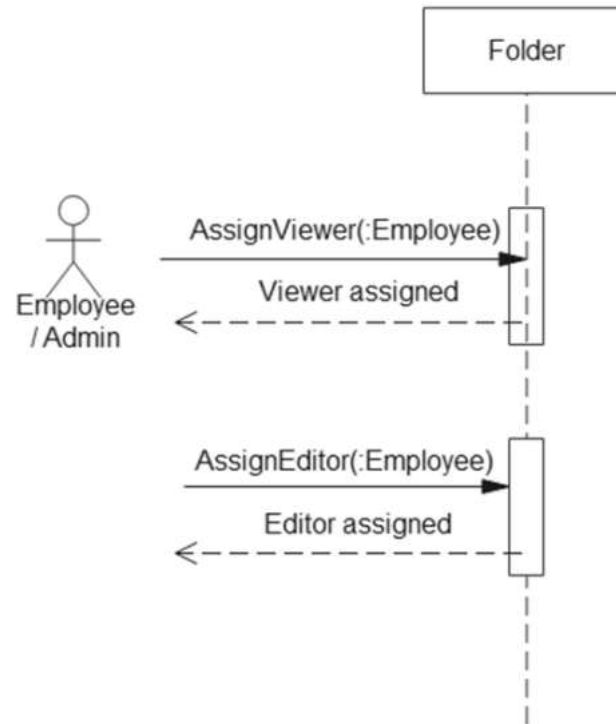 Folder
AssignViewer(:Employee)
Viewer assigned
Employee
/ Admin
AssignEditor(:Employee)
Editor assigned